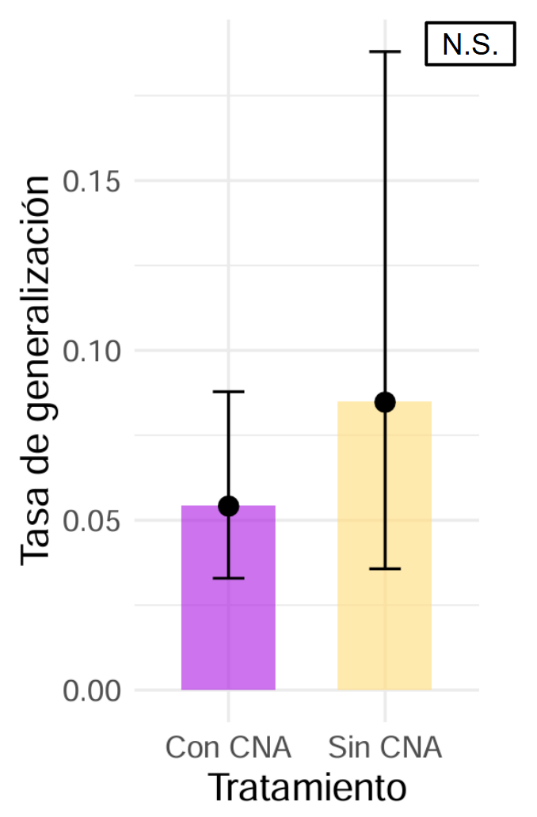 N.S.
Tasa de generalización
0.15
0.10
0.05
0.00
Con CNA
Sin CNA
Tratamiento